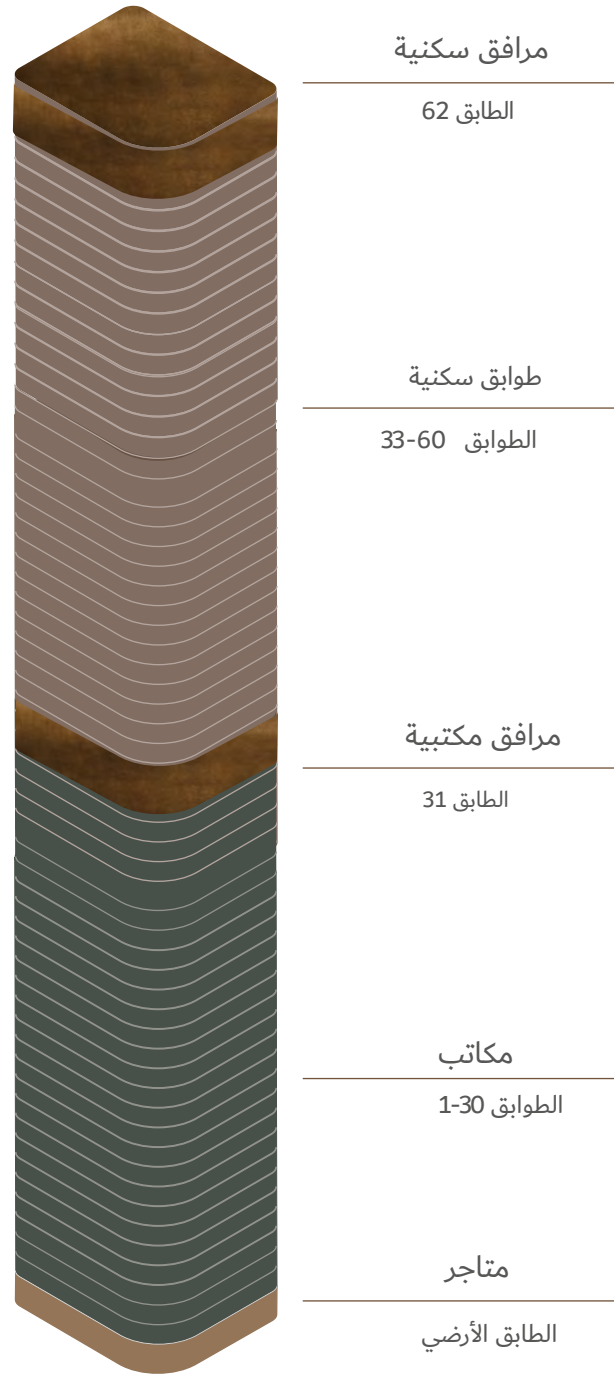 مرافق سكنية
الطابق 62
طوابق سكنية
الطوابق 33-60
مرافق مكتبية
الطابق 31
مكاتب
الطوابق 1-30
متاجر
الطابق الأرضي